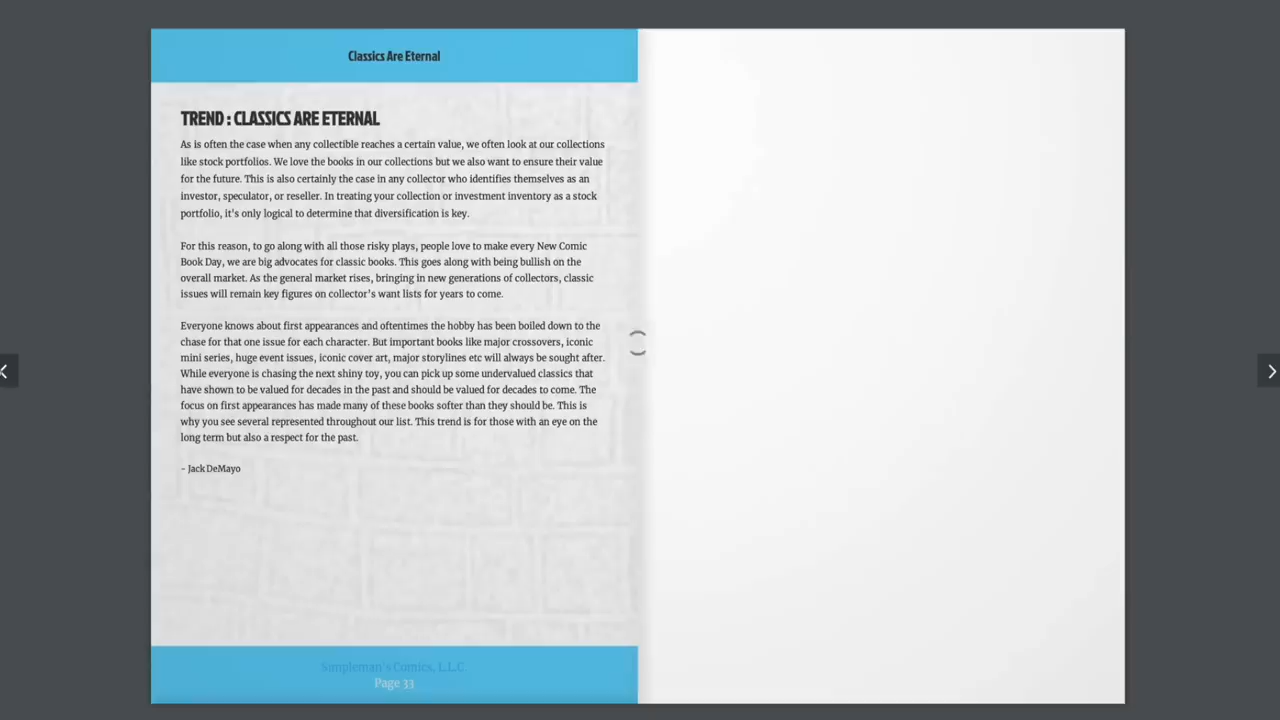 Classics Are Eternal
TREND : CLASSICS ARE ETERNAL
As is often the case when any collectible reaches a certain value, we often look at our collections
like stock portfolios. We love the books in our collections but we also want to ensure their value
for the future. This is also certainly the case in any collector who identifies themselves as an
investor, speculator, or reseller. In treating your collection or investment inventory as a stock
portfolio, it's only logical to determine that diversification is key.
For this reason, to go along with all those risky plays, people love to make every New Comic
Book Day, we are big advocates for classic books. This goes along with being bullish on the
overall market. As the general market rises, bringing in new generations of collectors, classic
issues will remain key figures on collector's want lists for years to come.
Everyone knows about first appearances and oftentimes the hobby has been boiled down to the
chase for that one issue for each character. But important books like major crossovers, iconic
mini series, huge event issues, iconic cover art, major storylines etc will always be sought after.
While everyone is chasing the next shiny toy, you can pick up some undervalued classics that
have shown to be valued for decades in the past and should be valued for decades to come. The
focus on first appearances has made many of these books softer than they should be. This is
why you see several represented throughout our list. This trend is for those with an eye on the
long term but also a respect for the past.
- Jack DeMayo
Simpleman's Comics, L.L.C
Page 33